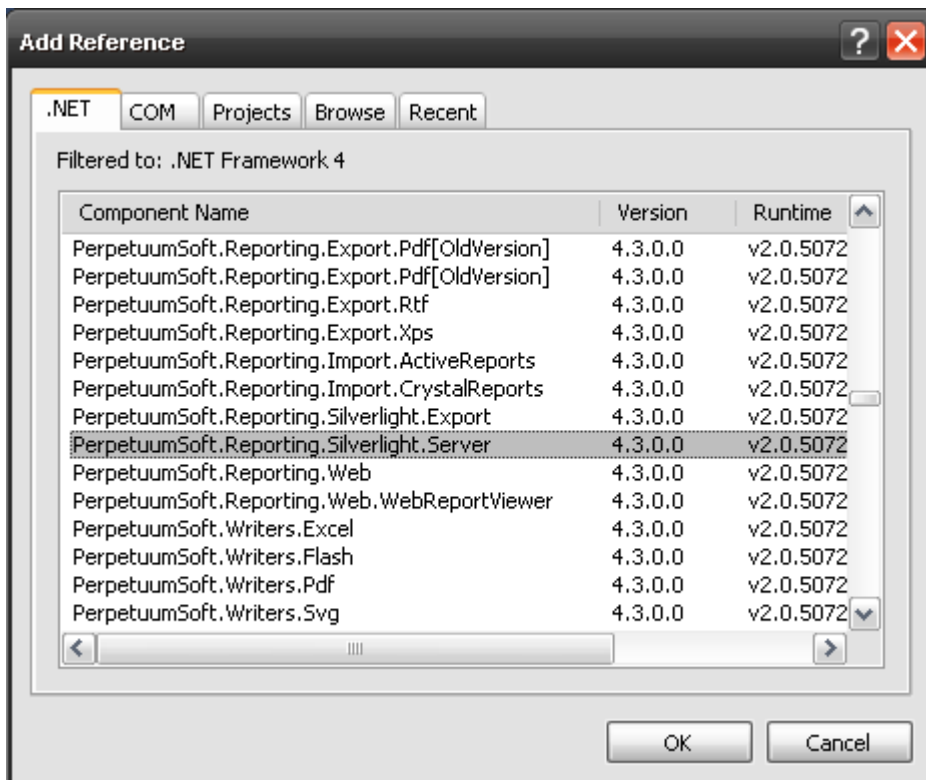 Add Reference
.NET COM Projects Browse Recent
Filtered to: .NET Framework 4
Component Name Version Runtime
PerpetuumSoft.Reporting.Export.Pdf[OldVersion] 4.3.0.0 v2.0.5072
PerpetuumSoft.Reporting.Export.Pdf[OldVersion] 4.3.0.0 v2.0.5072
PerpetuumSoft.Reporting.Export.Rtf 4.3.0.0 v2.0.5072
PerpetuumSoft.Reporting.Export.Xps 4.3.0.0 v2.0.5072
PerpetuumSoft.Reporting.Import.ActiveReports 4.3.0.0 v2.0.5072
PerpetuumSoft.Reporting.Import.CrystalReports 4.3.0.0 v2.0.5072
PerpetuumSoft.Reporting.Silverlight.Export 4.3.0.0 v2.0.5072
PerpetuumSoft.Reporting.Silverlight.Server 4.3.0.0 v2.0.5072
PerpetuumSoft.Reporting.Web 4.3.0.0 v2.0.5072
PerpetuumSoft.Reporting.Web.WebReportViewer 4.3.0.0 v2.0.5072
PerpetuumSoft.Writers.Excel 4.3.0.0 v2.0.5072
PerpetuumSoft.Writers.Flash 4.3.0.0 v2.0.5072
PerpetuumSoft.Writers.Pdf 4.3.0.0 v2.0.5072
PerpetuumSoft.Writers.Svg 4.3.0.0 v2.0.5072
OK Cancel